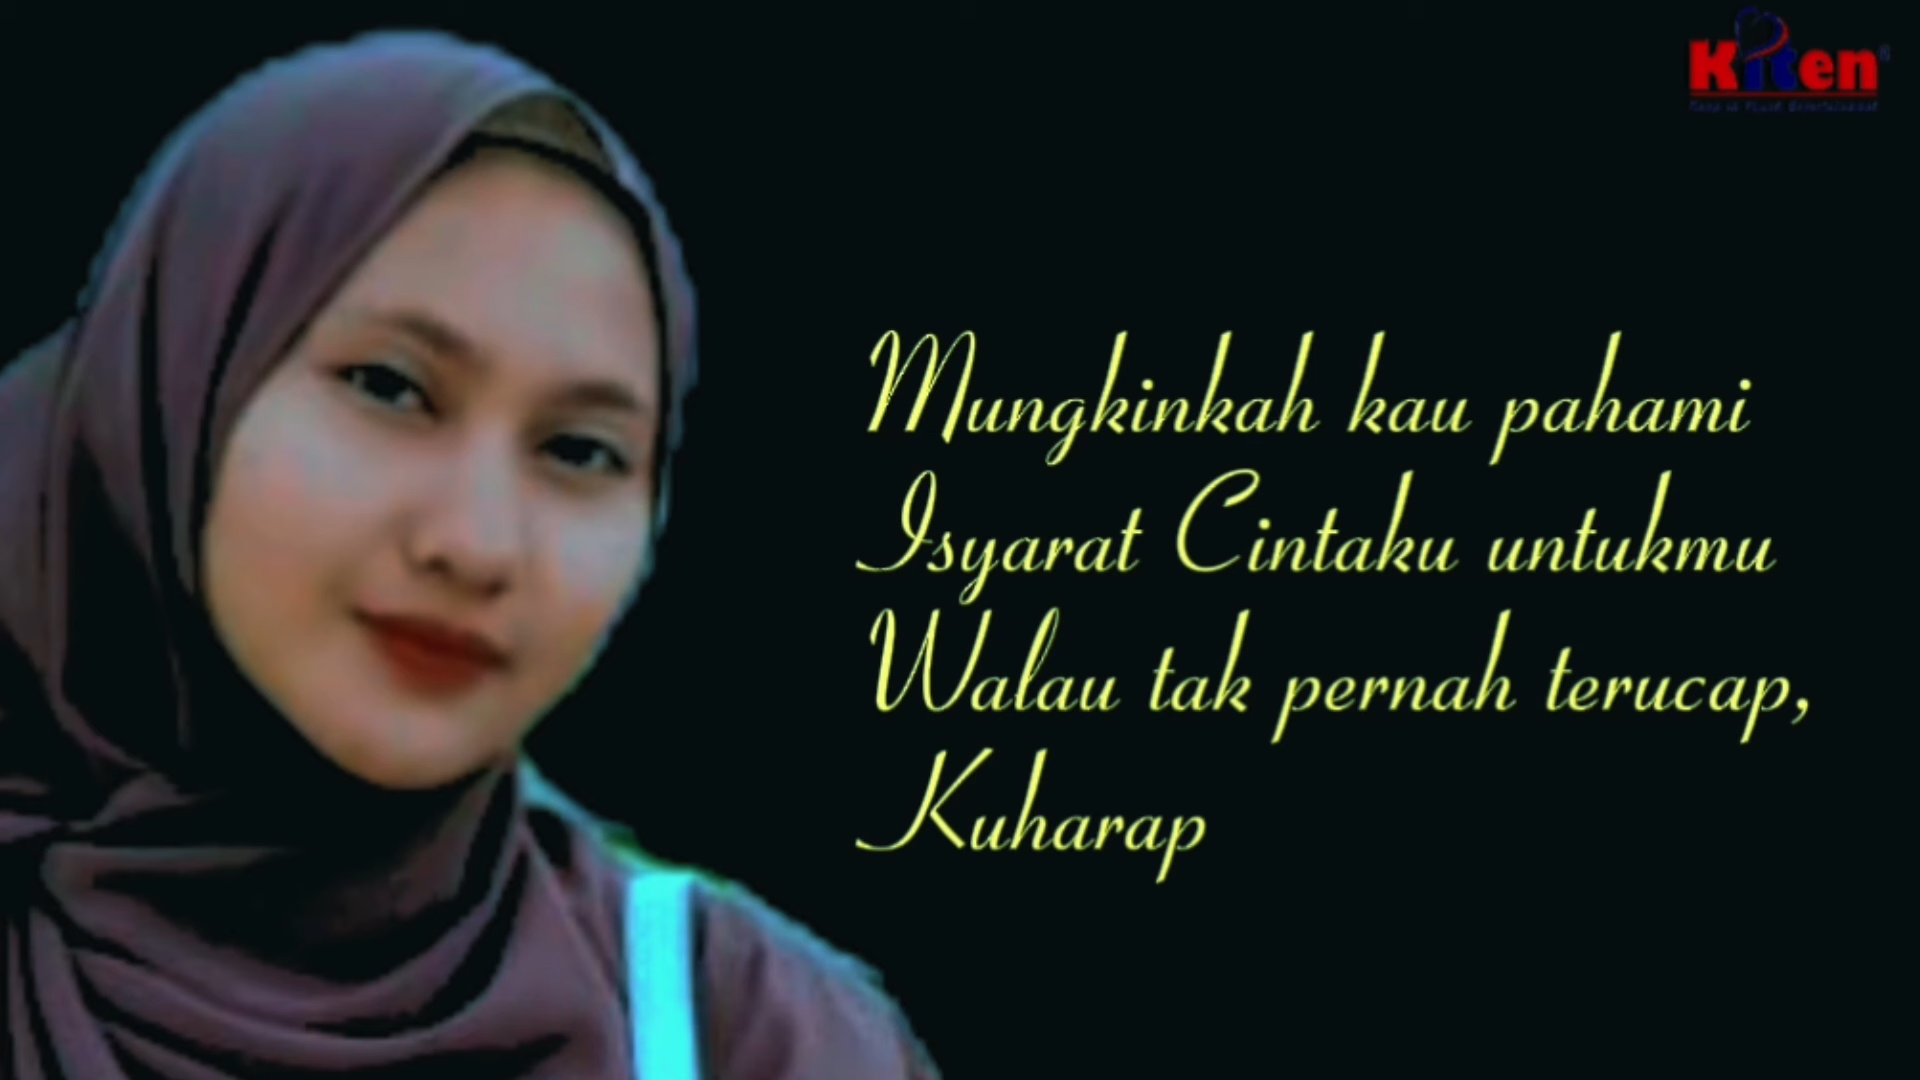 Kiten
Mungkinkah kau pahami
Isyarat Cintaku untukmu
Walau tak pernah terucap,
Kuharap